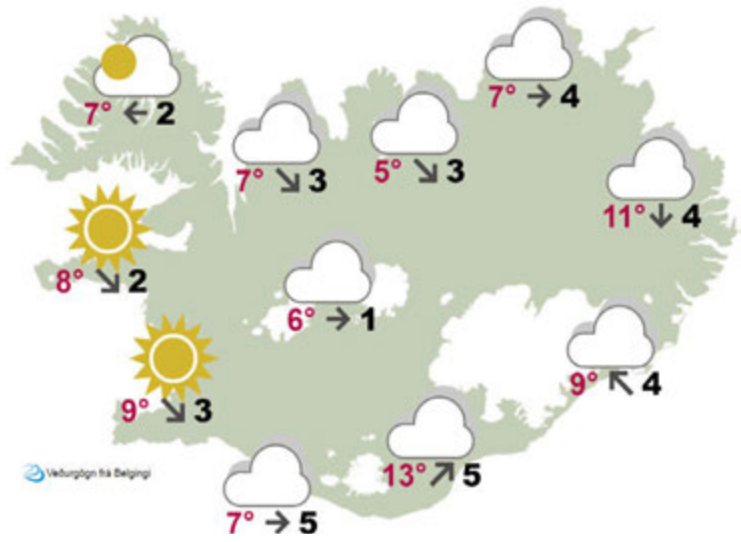 7° ← 2
7° → 4
7° ↘ 3
5° ↘ 3
11° ↓ 4
8° ↘ 2
6° → 1
9° ↘ 3
9° ↖ 4
13° ↗ 5
Veðurgögn frá Belgingi
7° → 5